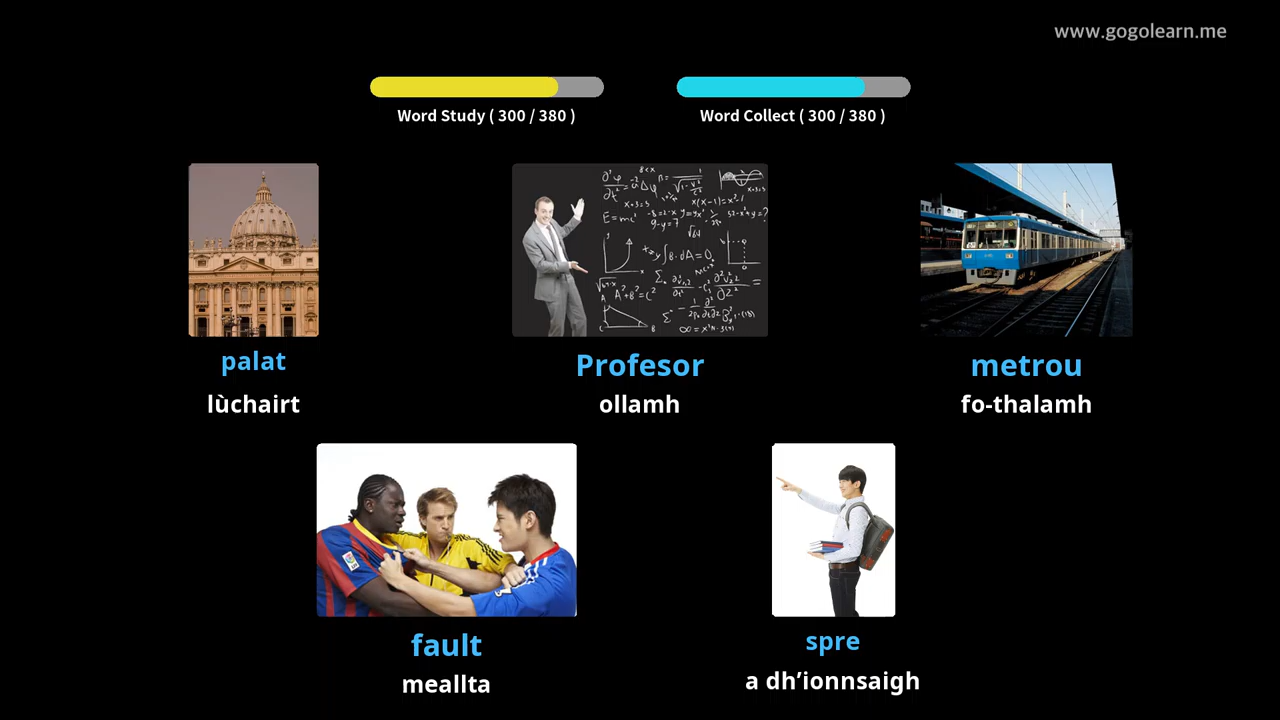 www.gogolearn.me
Word Study ( 300 / 380 )
Word Collect ( 300 / 380 )
palat
Profesor
metrou
lùchairt
ollamh
fo-thalamh
fault
spre
meallta
a dh’ionnsaigh